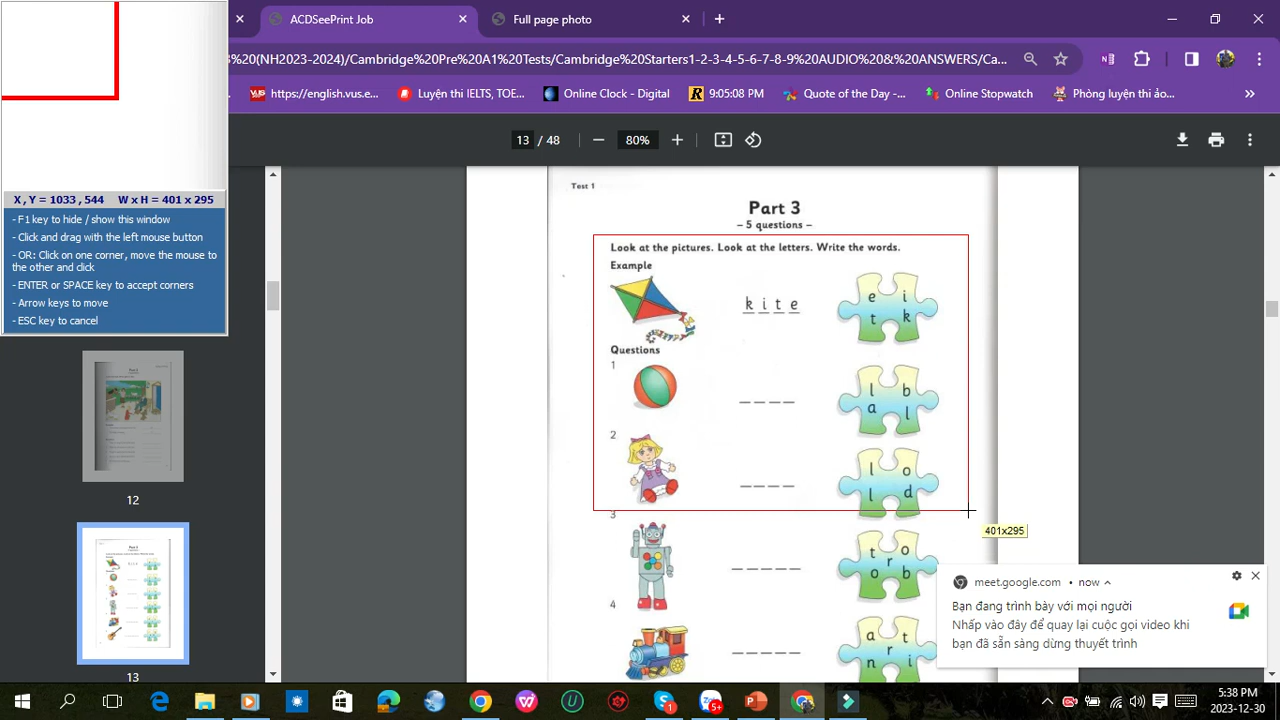 ACDSeePrint Job
Full page photo
(NH2023-2024)/Cambridge%20Pre%20A1%20Tests/Cambridge%20Starters1-2-3-4-5-6-7-8-9%20AUDIO%20&%20ANSWERS/Ca...
https://english.vus.e...
Luyện thi IELTS, TOE...
Online Clock - Digital
9:05:08 PM
Quote of the Day -...
Online Stopwatch
Phòng luyện thi ảo...
13 / 48
80%
X , Y = 1033 , 544 W x H = 401 x 295
- F1 key to hide / show this window
- Click and drag with the left mouse button
- OR: Click on one corner, move the mouse to
the other and click
- ENTER or SPACE key to accept corners
- Arrow keys to move
- ESC key to cancel
12
13
Test 1
Part 3
– 5 questions –
Look at the pictures. Look at the letters. Write the words.
Example
k i t e
e i
t k
Questions
1
l b
a l
2
l o
l d
3
t o
r
o b
4
a t
r
n i
401x295
meet.google.com • now
Bạn đang trình bày với mọi người
Nhấp vào đây để quay lại cuộc gọi video khi
bạn đã sẵn sàng dừng thuyết trình
5:38 PM
2023-12-30